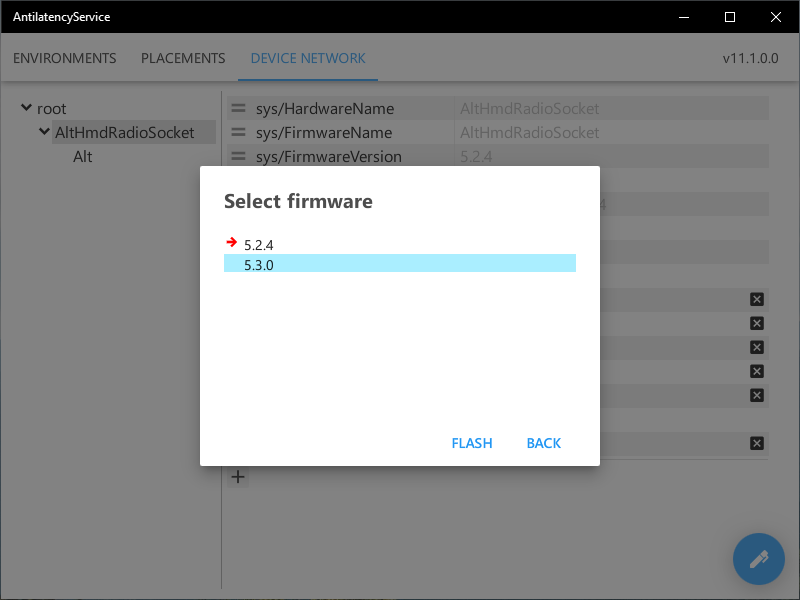 AntilatencyService
ENVIRONMENTS PLACEMENTS DEVICE NETWORK v11.1.0.0
root
AltHmdRadioSocket
Alt
sys/HardwareName AltHmdRadioSocket
sys/FirmwareName AltHmdRadioSocket
sys/FirmwareVersion 5.2.4
4
Select firmware
5.2.4
5.3.0
FLASH BACK